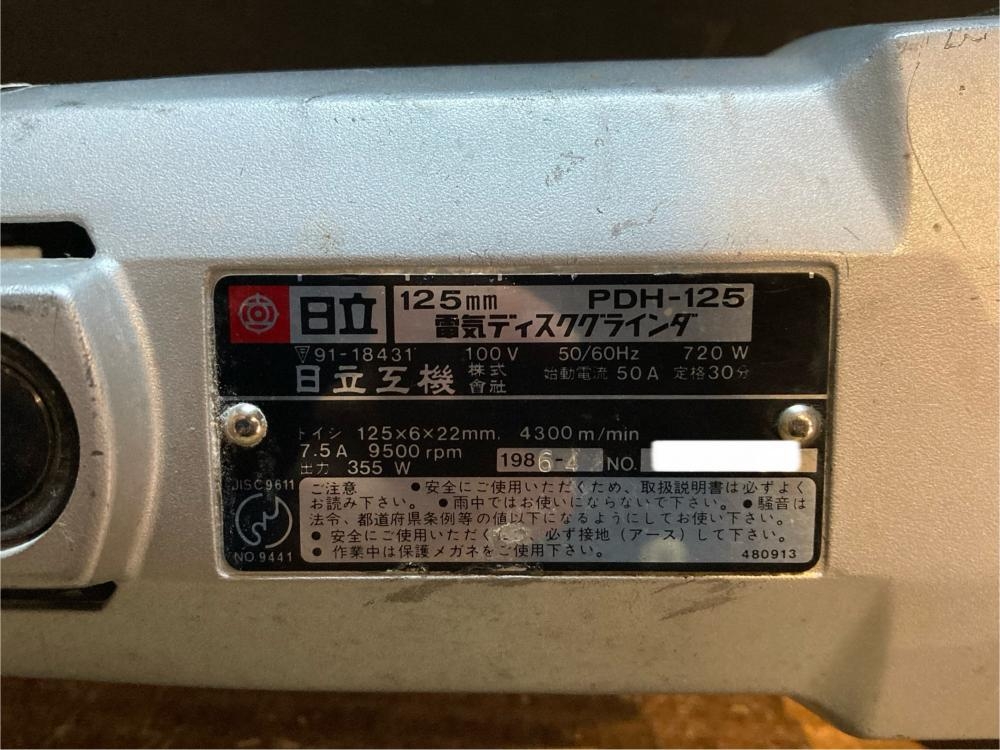 日立
125mm PDH-125
電気ディスクグラインダ
91-18431 100V 50/60Hz 720W
日立工機 株式會社 始動電流 50A 定格30分
トイシ 125×6×22mm. 4300m/min
7.5A 9500rpm
出力 355W 1986-4 NO.
JISC9611
NO.9441
ご注意 ●安全にご使用いただくため、取扱説明書は必ずよく
お読み下さい。 ●雨中ではお使いにならないで下さい。 ●騒音は
法令、都道府県条例等の値以下になるようにしてお使い下さい。
●安全にご使用いただくため、必ず接地(アース)して下さい。
●作業中は保護メガネをご使用下さい。 480913